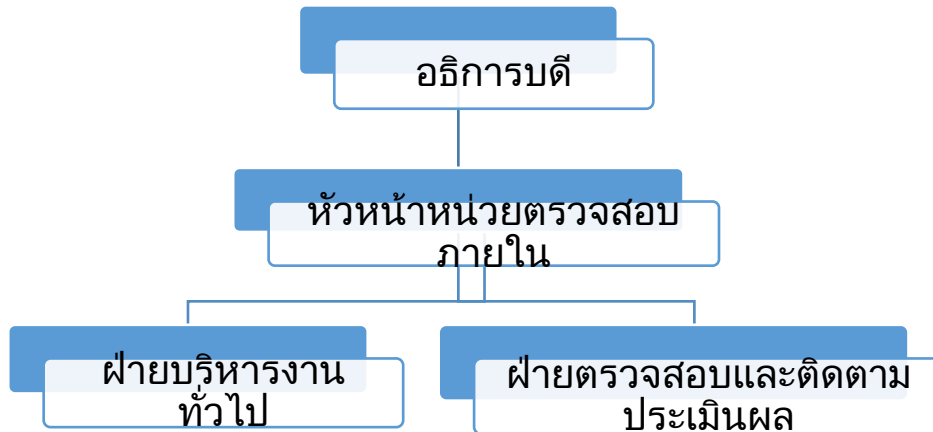 อธิการบดี
หัวหน้าหน่วยตรวจสอบ
ภายใน
ฝ่ายบริหารงาน
ทั่วไป
ฝ่ายตรวจสอบและติดตาม
ประเมินผล